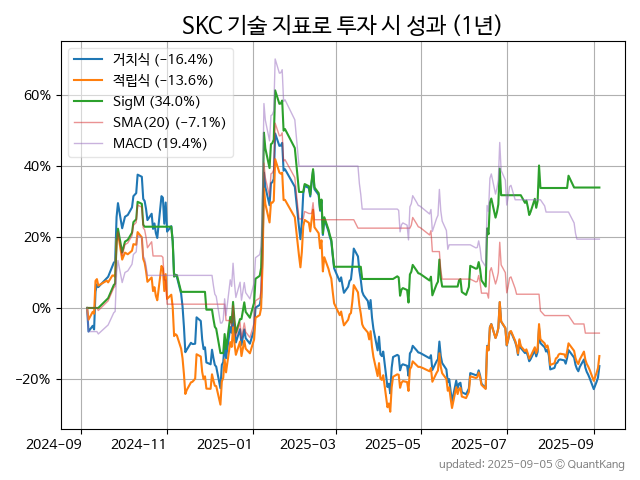 SKC 기술 지표로 투자 시 성과 (1년)
거치식 (−16.4%)
적립식 (−13.6%)
SigM (34.0%)
SMA(20) (−7.1%)
MACD (19.4%)
60%
40%
20%
0%
−20%
2024-09 2024-11 2025-01 2025-03 2025-05 2025-07 2025-09
updated: 2025-09-05 © QuantKang